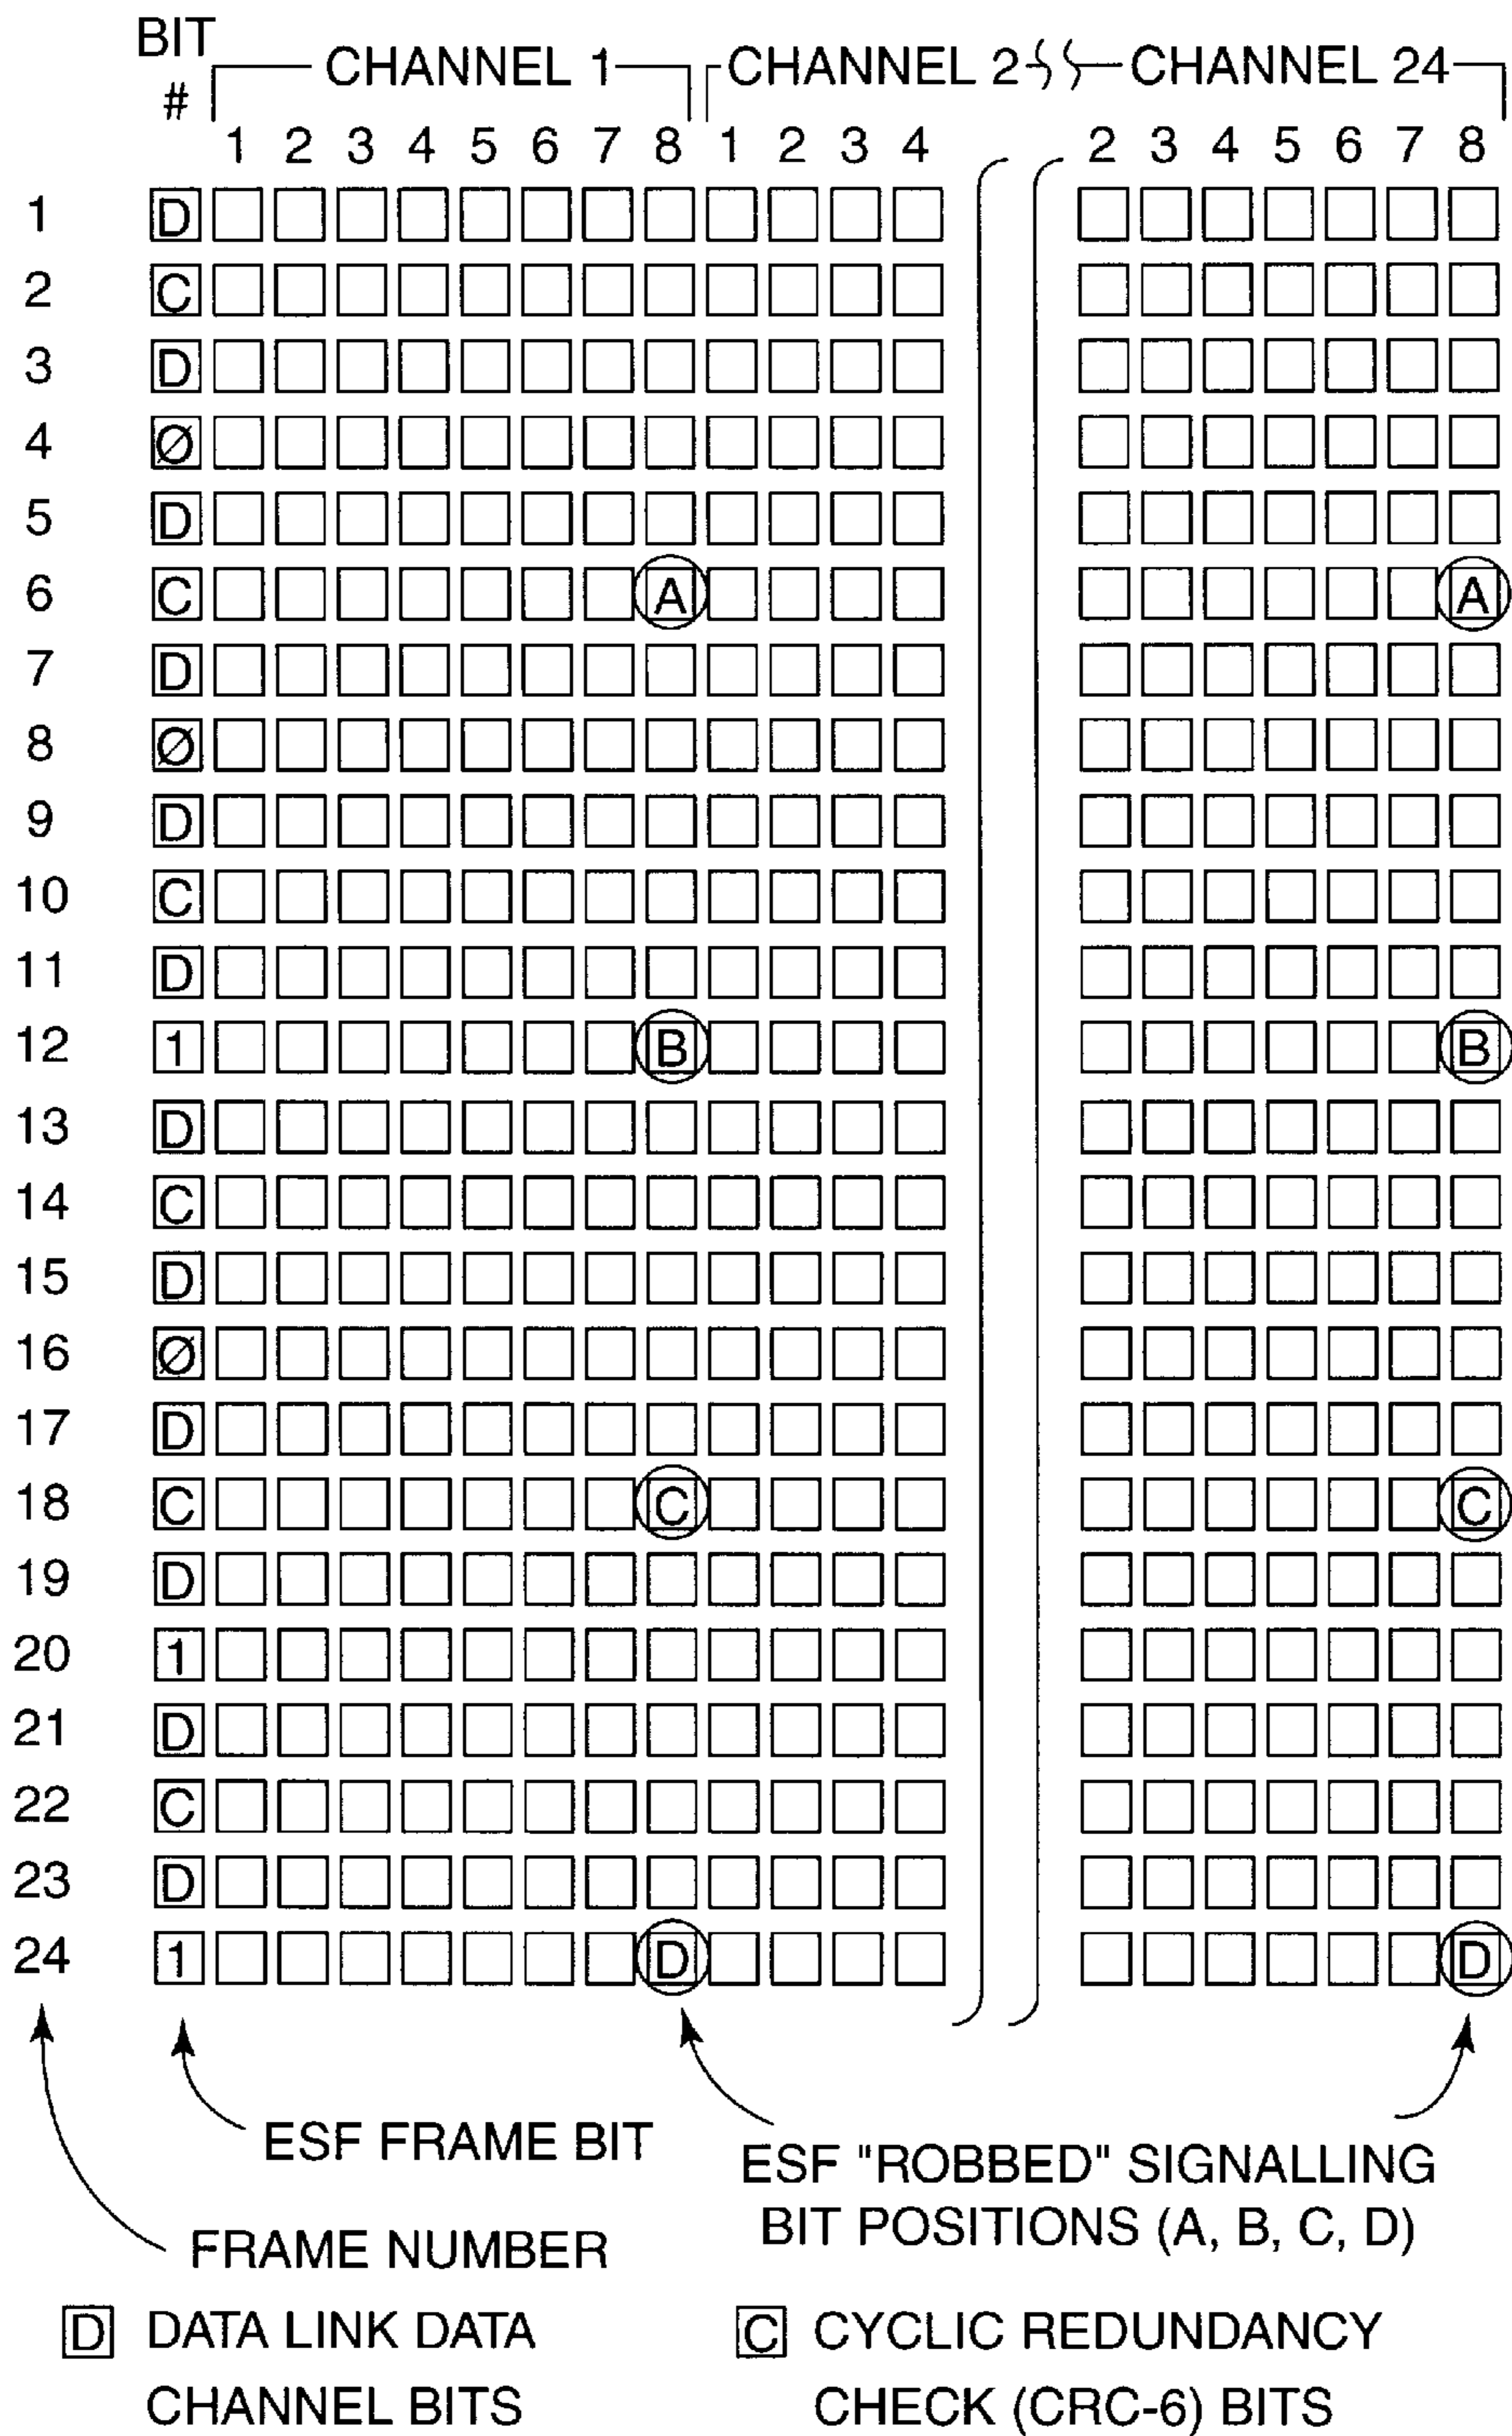 BIT
CHANNEL 1 CHANNEL 2 CHANNEL 24
#
1 2 3 4 5 6 7 8 1 2 3 4 2 3 4 5 6 7 8
1 D
2 C
3 D
4 Ø
5 D
6 C A A
7 D
8 Ø
9 D
10 C
11 D
12 1 B B
13 D
14 C
15 D
16 Ø
17 D
18 C C C
19 D
20 1
21 D
22 C
23 D
24 1 D D
ESF FRAME BIT
ESF "ROBBED" SIGNALLING
BIT POSITIONS (A, B, C, D)
FRAME NUMBER
D DATA LINK DATA
CHANNEL BITS
C CYCLIC REDUNDANCY
CHECK (CRC-6) BITS